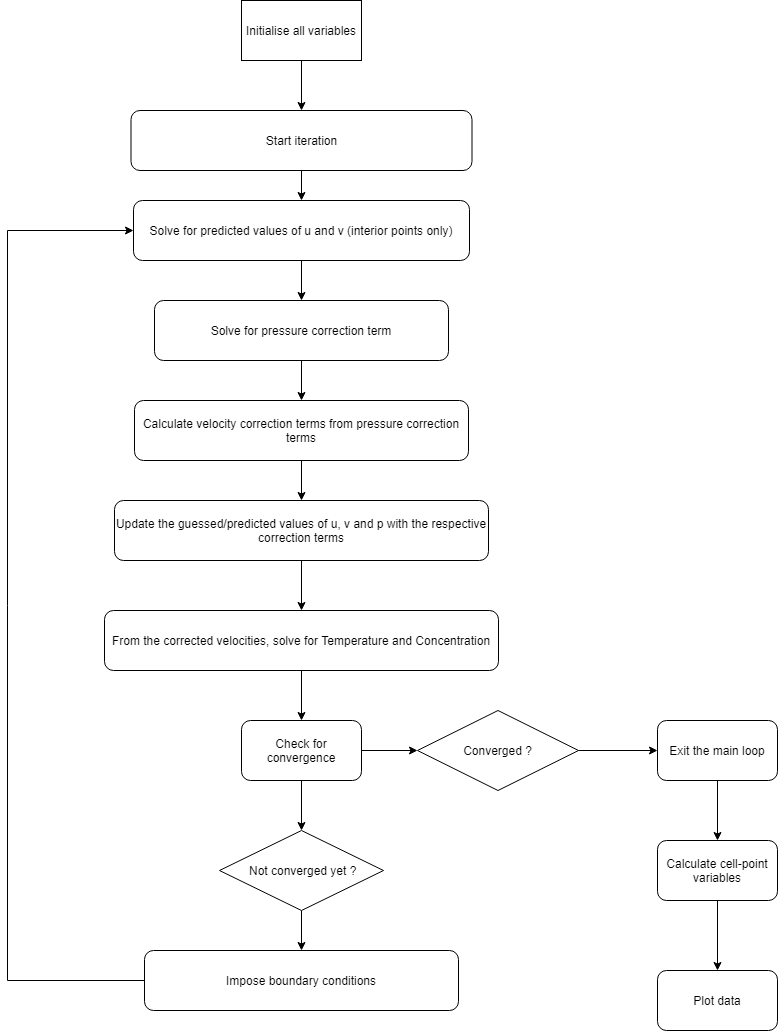 Initialise all variables
Start iteration
Solve for predicted values of u and v (interior points only)
Solve for pressure correction term
Calculate velocity correction terms from pressure correction
terms
Update the guessed/predicted values of u, v and p with the respective
correction terms
From the corrected velocities, solve for Temperature and Concentration
Check for
convergence
Converged ?
Exit the main loop
Not converged yet ?
Calculate cell-point
variables
Impose boundary conditions
Plot data